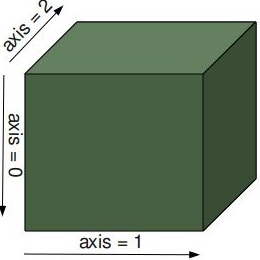 axis = 2
axis = 0
axis = 1